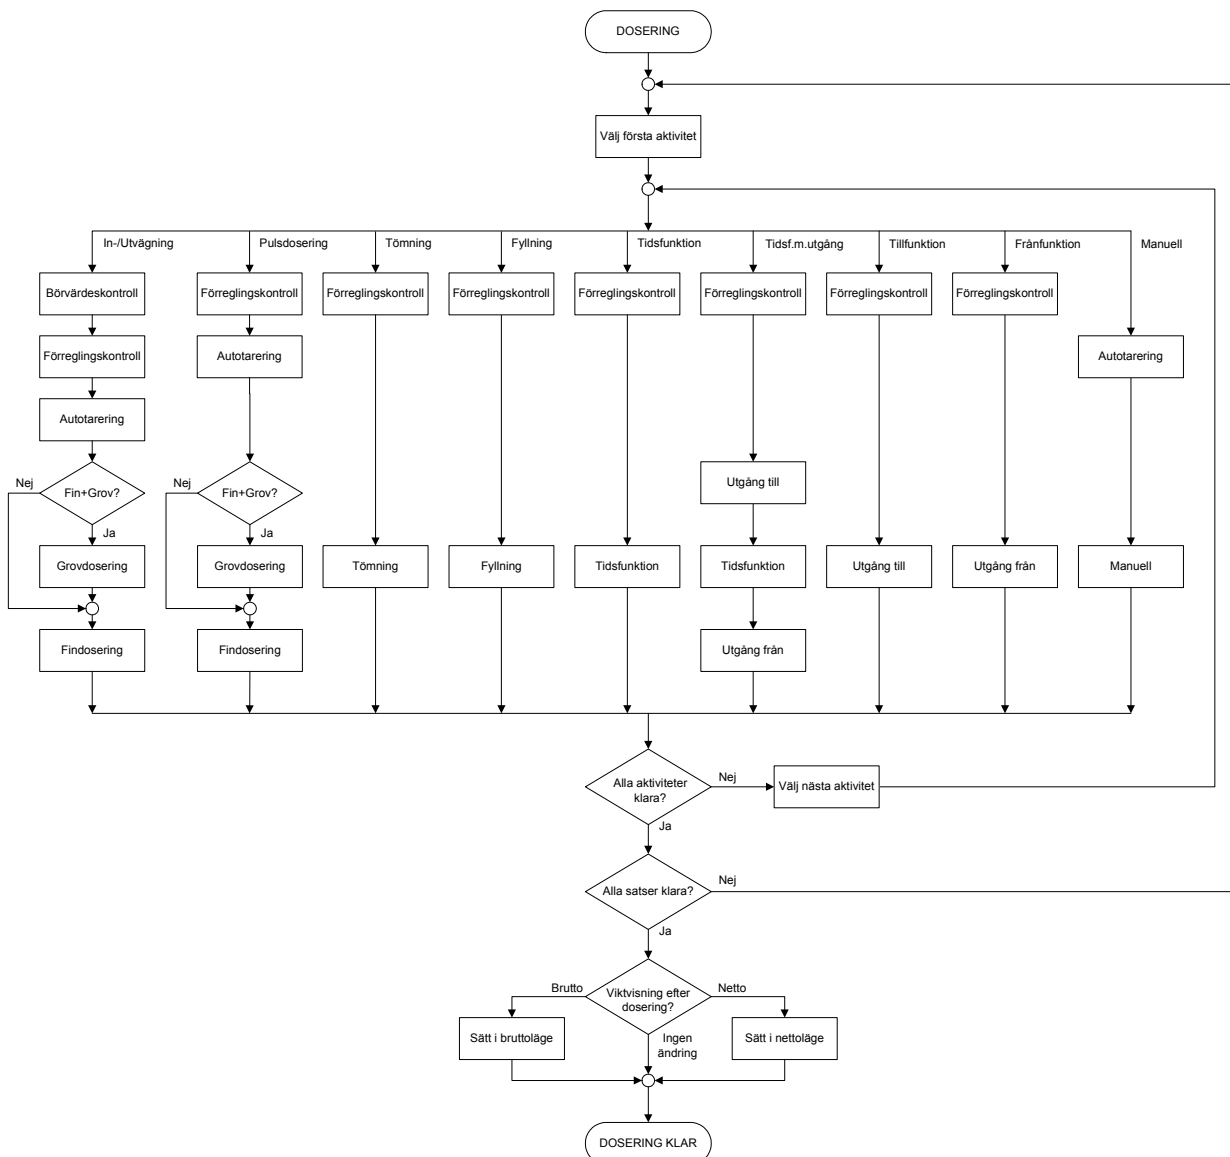 DOSERING
Välj första aktivitet
In-/Utvägning
Pulsdosering
Tömning
Fyllning
Tidsfunktion
Tidsf.m.utgång
Tillfunktion
Frånfunktion
Manuell
Börvärdeskontroll
Förreglingskontroll
Förreglingskontroll
Förreglingskontroll
Förreglingskontroll
Förreglingskontroll
Förreglingskontroll
Förreglingskontroll
Förreglingskontroll
Autotarering
Autotarering
Autotarering
Nej
Fin+Grov?
Nej
Fin+Grov?
Utgång till
Ja
Ja
Grovdosering
Grovdosering
Tömning
Fyllning
Tidsfunktion
Tidsfunktion
Utgång till
Utgång från
Manuell
Findosering
Findosering
Utgång från
Alla aktiviteter
klara?
Nej
Välj nästa aktivitet
Ja
Alla satser klara?
Nej
Ja
Brutto
Viktvisning efter
dosering?
Netto
Sätt i bruttoläge
Ingen
ändring
Sätt i nettoläge
DOSERING KLAR